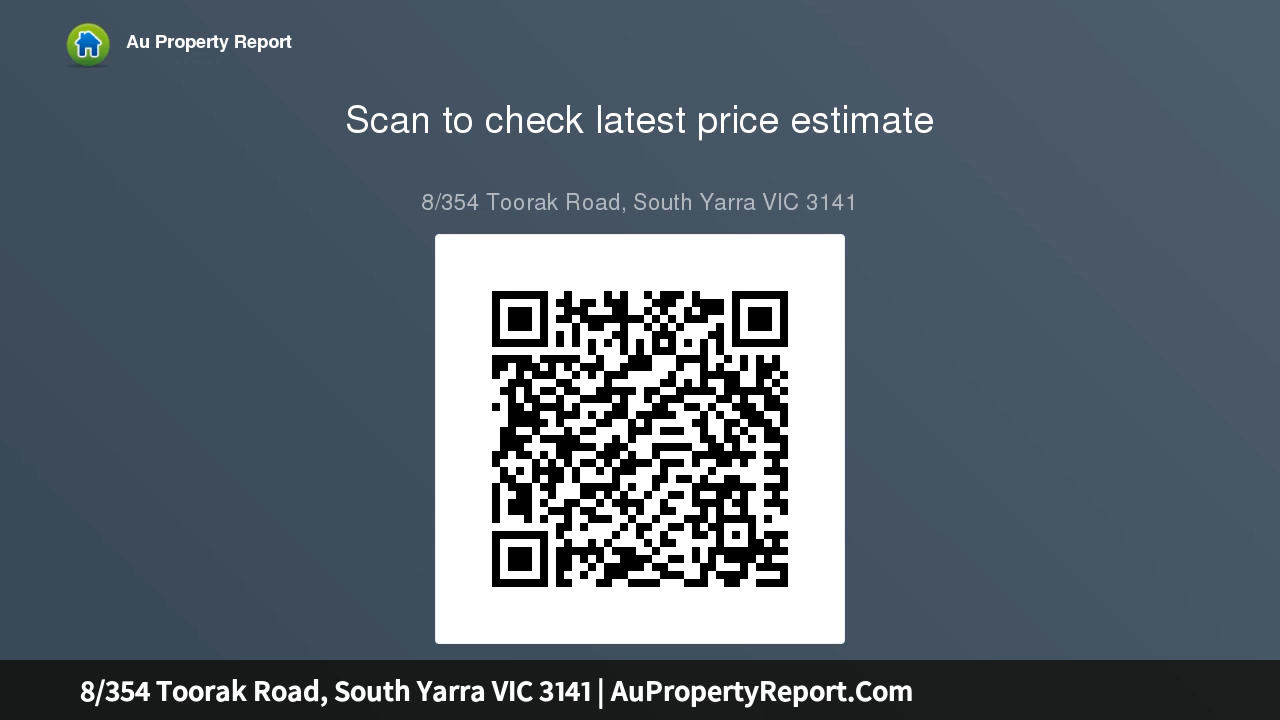 Au Property Report
Scan to check latest price estimate
8/354 Toorak Road, South Yarra VIC 3141
8/354 Toorak Road, South Yarra VIC 3141 | AuPropertyReport.Com